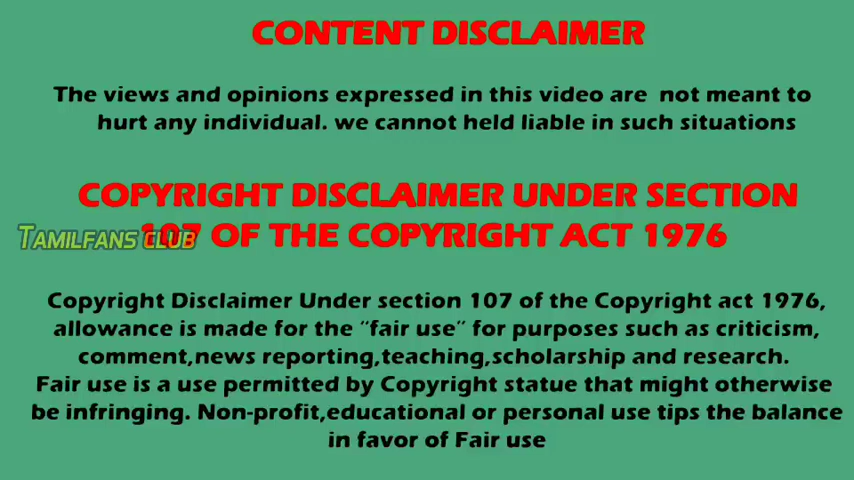 CONTENT DISCLAIMER
The views and opinions expressed in this video are not meant to
hurt any individual. we cannot held liable in such situations
COPYRIGHT DISCLAIMER UNDER SECTION
107 OF THE COPYRIGHT ACT 1976
TAMILFANS CLUB
Copyright Disclaimer Under section 107 of the Copyright act 1976,
allowance is made for the "fair use" for purposes such as criticism,
comment,news reporting,teaching,scholarship and research.
Fair use is a use permitted by Copyright statue that might otherwise
be infringing. Non-profit,educational or personal use tips the balance
in favor of Fair use